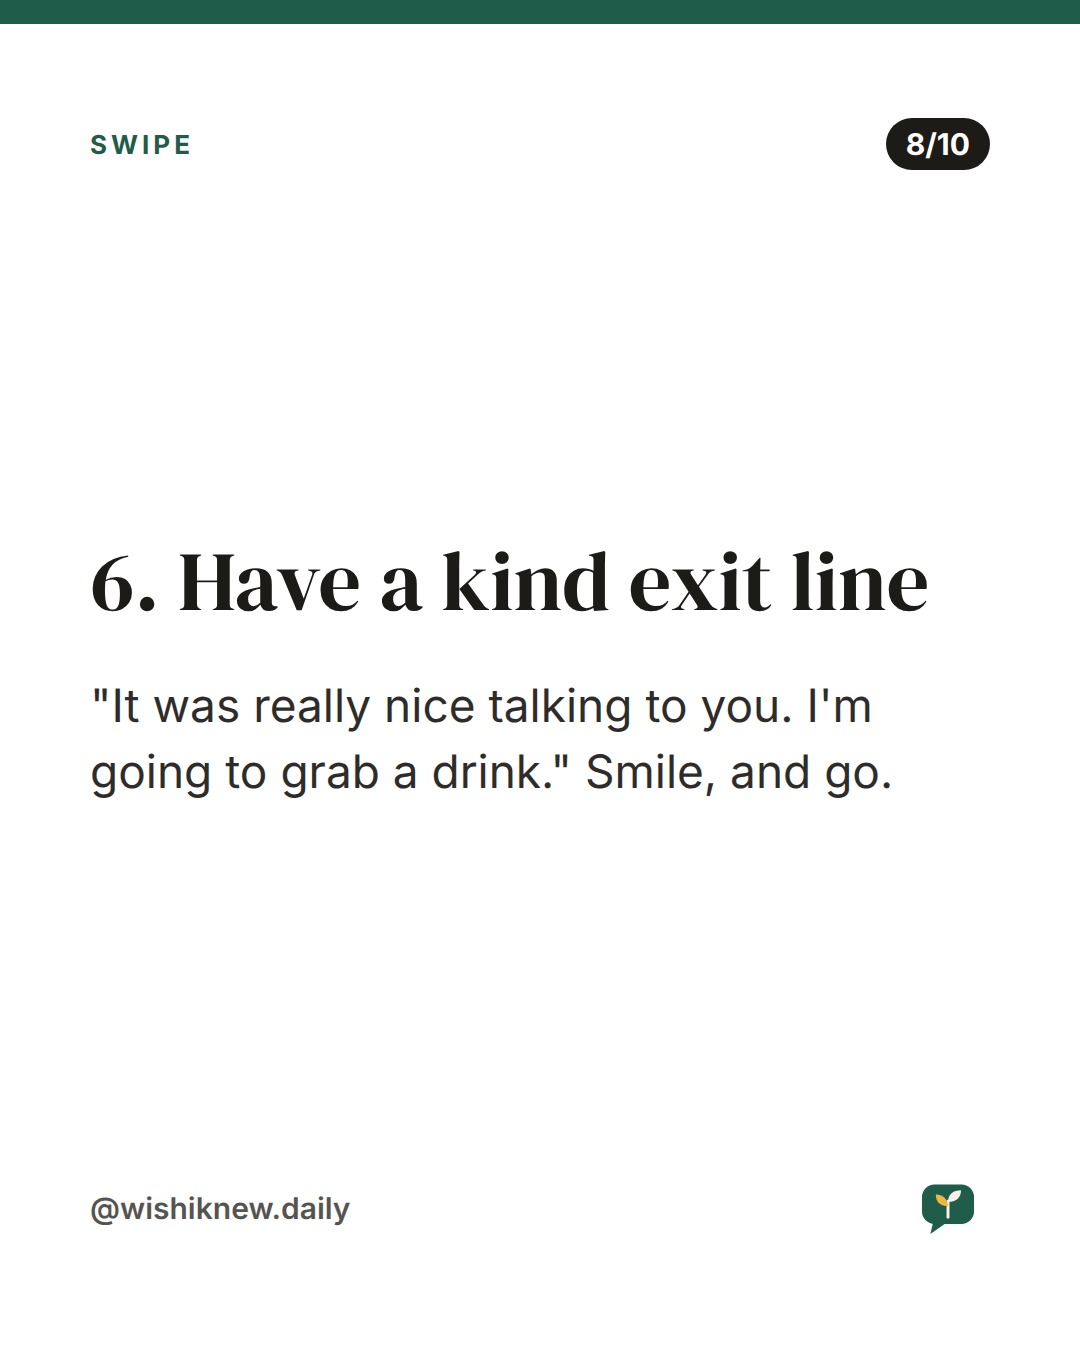 SWIPE
8/10
6. Have a kind exit line
"It was really nice talking to you. I'm
going to grab a drink." Smile, and go.
@wishiknew.daily